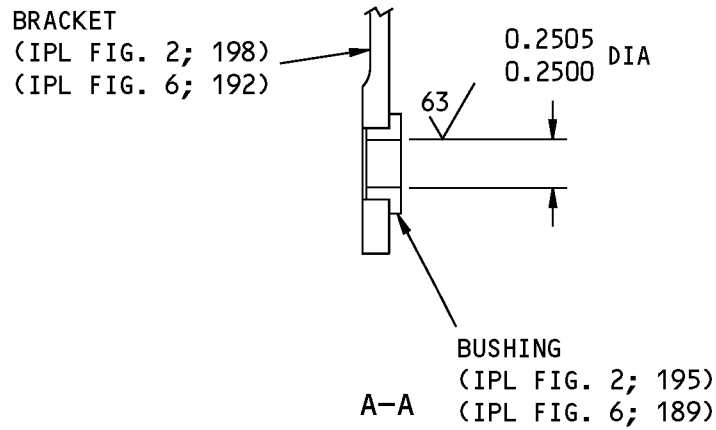 BRACKET
(IPL FIG. 2; 198)
(IPL FIG. 6; 192)
0.2505
0.2500 DIA
63
BUSHING
(IPL FIG. 2; 195)
(IPL FIG. 6; 189)
A-A